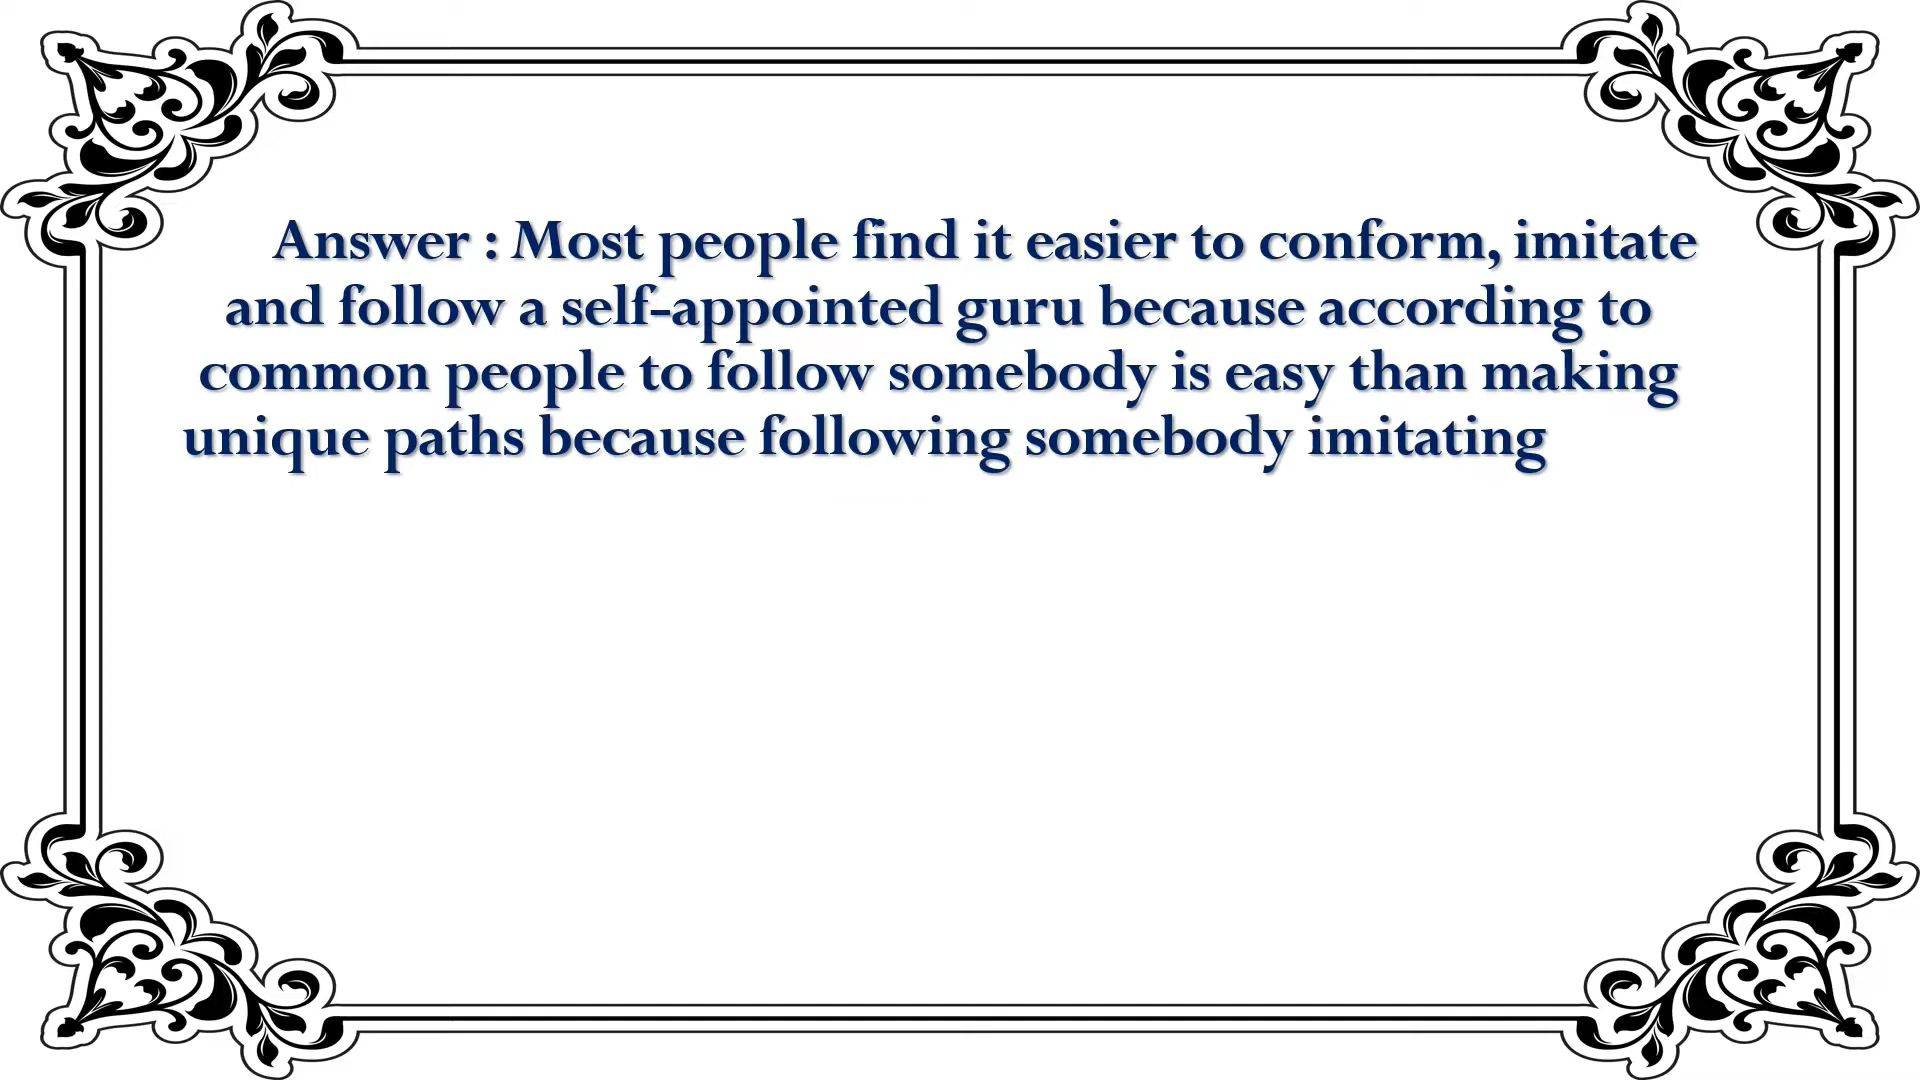 Answer : Most people find it easier to conform, imitate
and follow a self-appointed guru because according to
common people to follow somebody is easy than making
unique paths because following somebody imitating